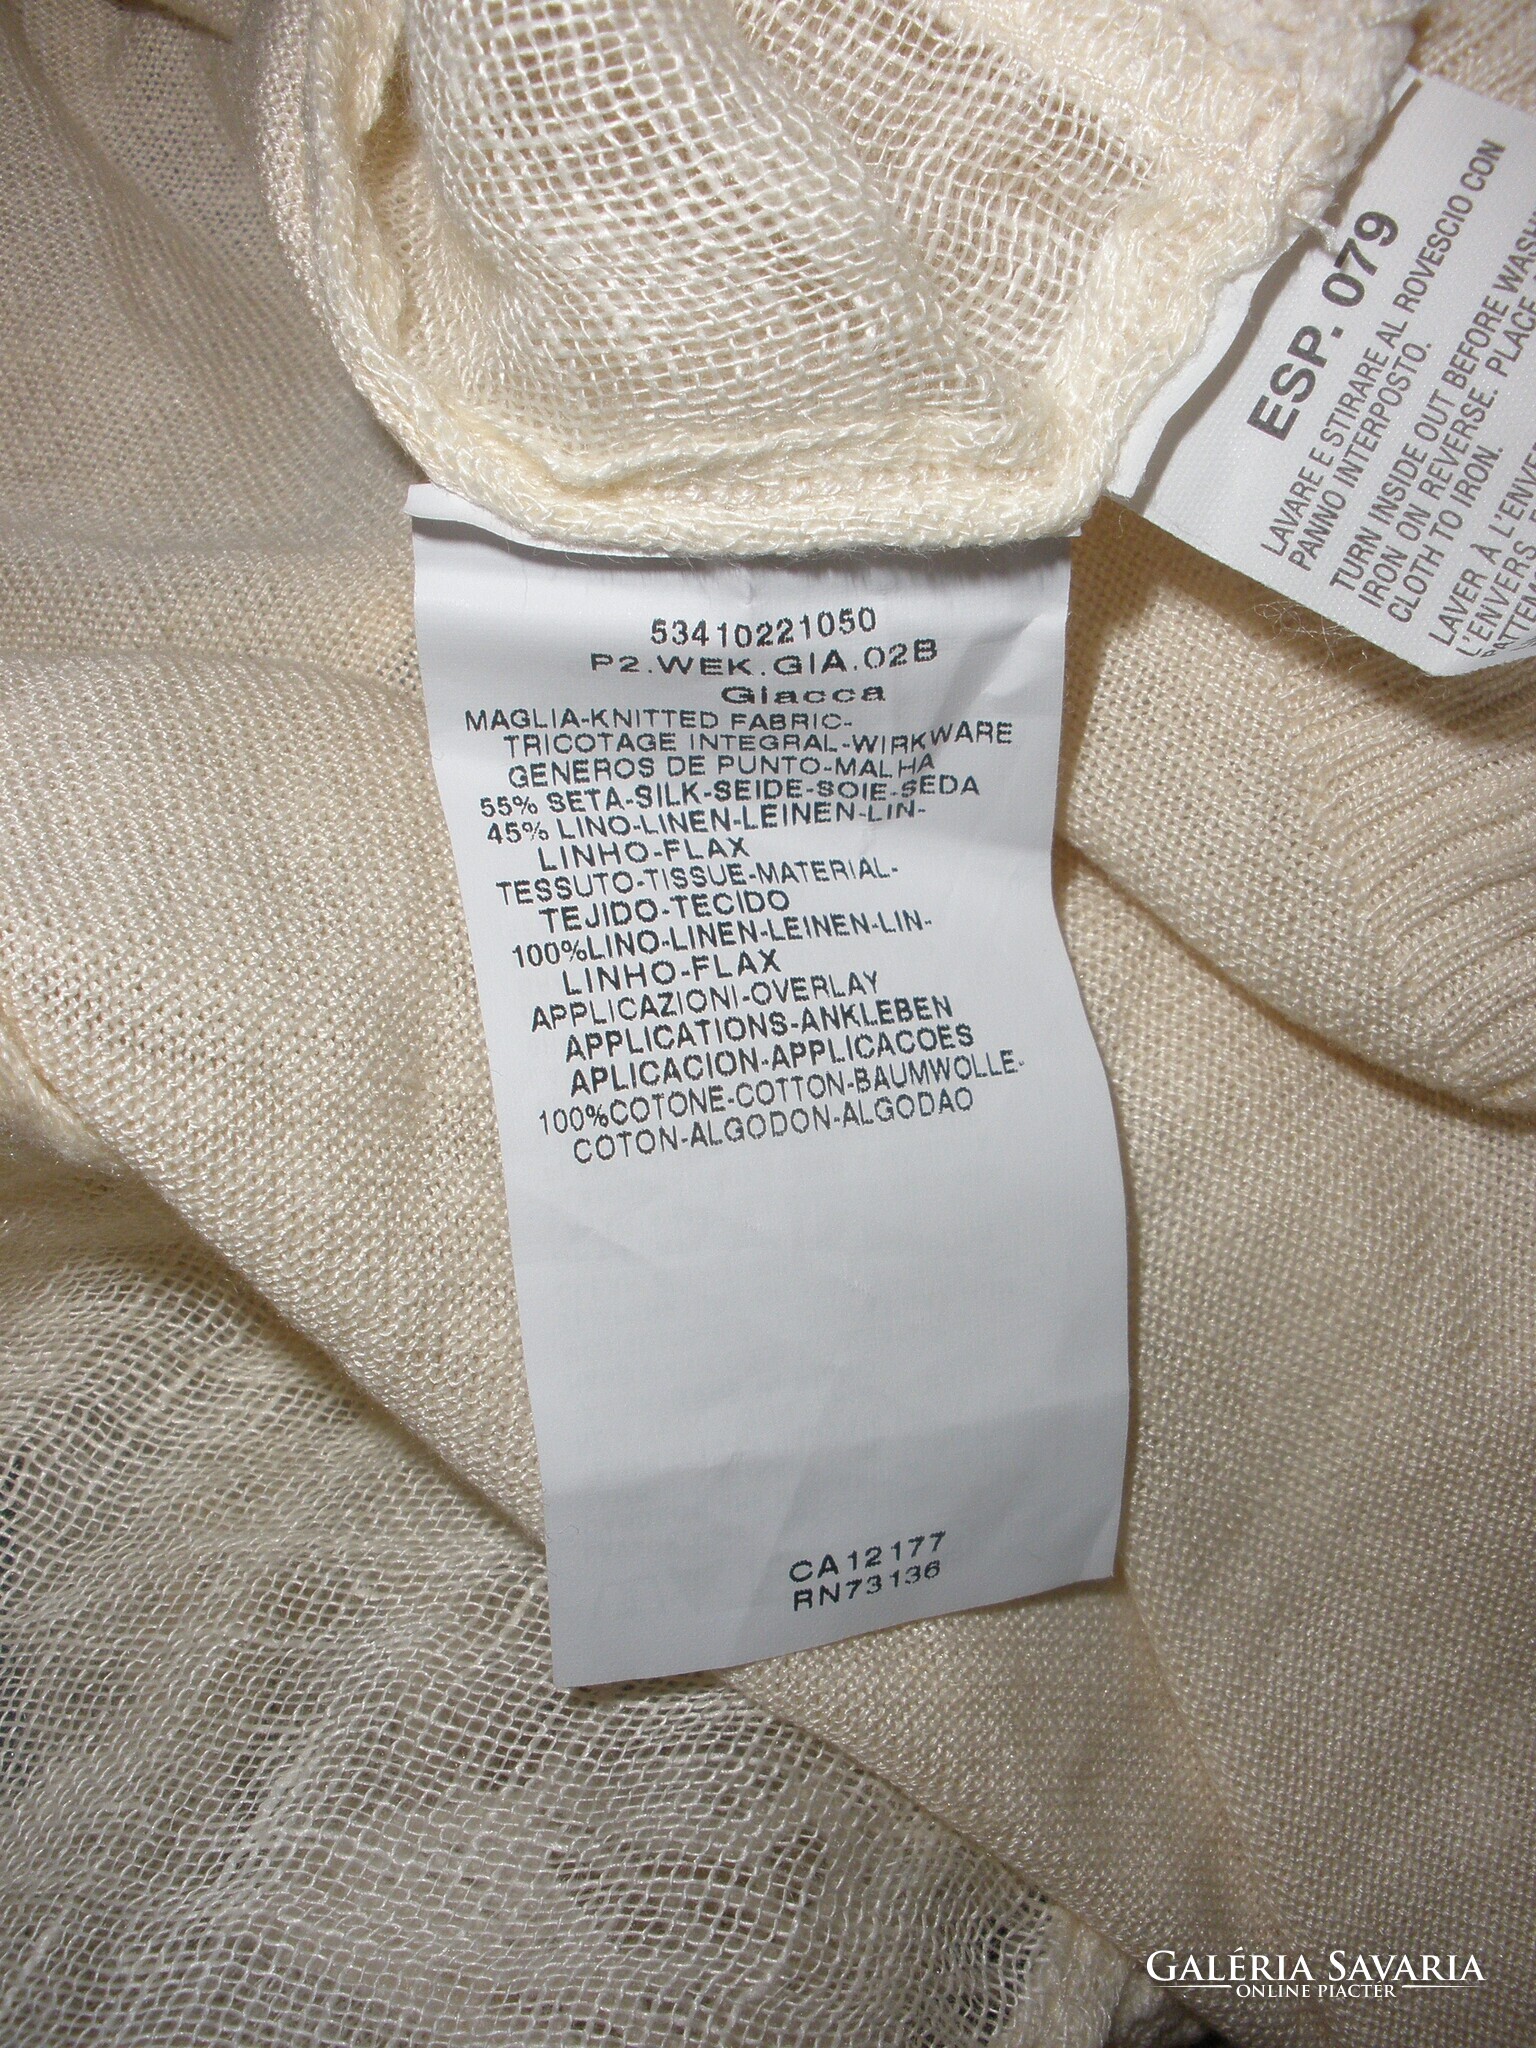 53410221050
P2.WEK.GIA.02B
Giacca
MAGLIA-KNITTED FABRIC-
TRICOTAGE INTEGRAL-WIRKWARE
GENEROS DE PUNTO-MALHA
55% SETA-SILK-SEIDE-SOIE-SEDA
45% LINO-LINEN-LEINEN-LIN-
LINHO-FLAX
TESSUTO-TISSUE-MATERIAL-
TEJIDO-TECIDO
100%LINO-LINEN-LEINEN-LIN-
LINHO-FLAX
APPLICAZIONI-OVERLAY
APPLICATIONS-ANKLEBEN
APLICACION-APPLICACOES
100%COTONE-COTTON-BAUMWOLLE-
COTON-ALGODON-ALGODAO
CA12177
RN73136
ESP. 079
LAVARE E STIRARE AL ROVESCIO CON
PANNO INTERPOSTO.
TURN INSIDE OUT BEFORE WASH
IRON ON REVERSE. PLACE
CLOTH TO IRON.
LAVER À L'ENVER
L'ENVERS
GALÉRIA SAVARIA
ONLINE PIACTÉR